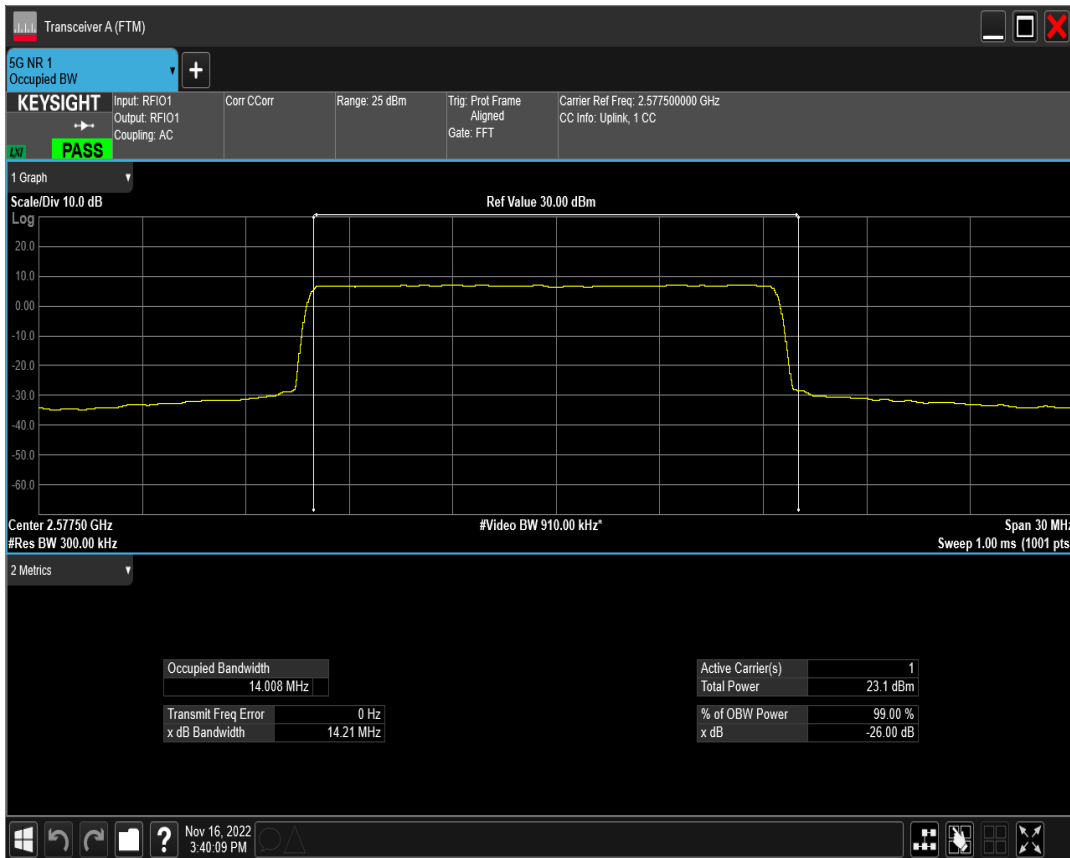 Transceiver A (FTM)
5G NR 1
Occupied BW
+
KEYSIGHT
LXI
PASS
Input: RFIO1
Output: RFIO1
Coupling: AC
Corr CCorr
Range: 25 dBm
Trig: Prot Frame
Aligned
Gate: FFT
Carrier Ref Freq: 2.577500000 GHz
CC Info: Uplink, 1 CC
1 Graph
Scale/Div 10.0 dB
Ref Value 30.00 dBm
Log
20.0
10.0
0.00
-10.0
-20.0
-30.0
-40.0
-50.0
-60.0
Center 2.57750 GHz
#Video BW 910.00 kHz*
Span 30 MHz
#Res BW 300.00 kHz
Sweep 1.00 ms (1001 pts
2 Metrics
Occupied Bandwidth
14.008 MHz
Transmit Freq Error 0 Hz
x dB Bandwidth 14.21 MHz
Active Carrier(s) 1
Total Power 23.1 dBm
% of OBW Power 99.00 %
x dB -26.00 dB
?
Nov 16, 2022
3:40:09 PM